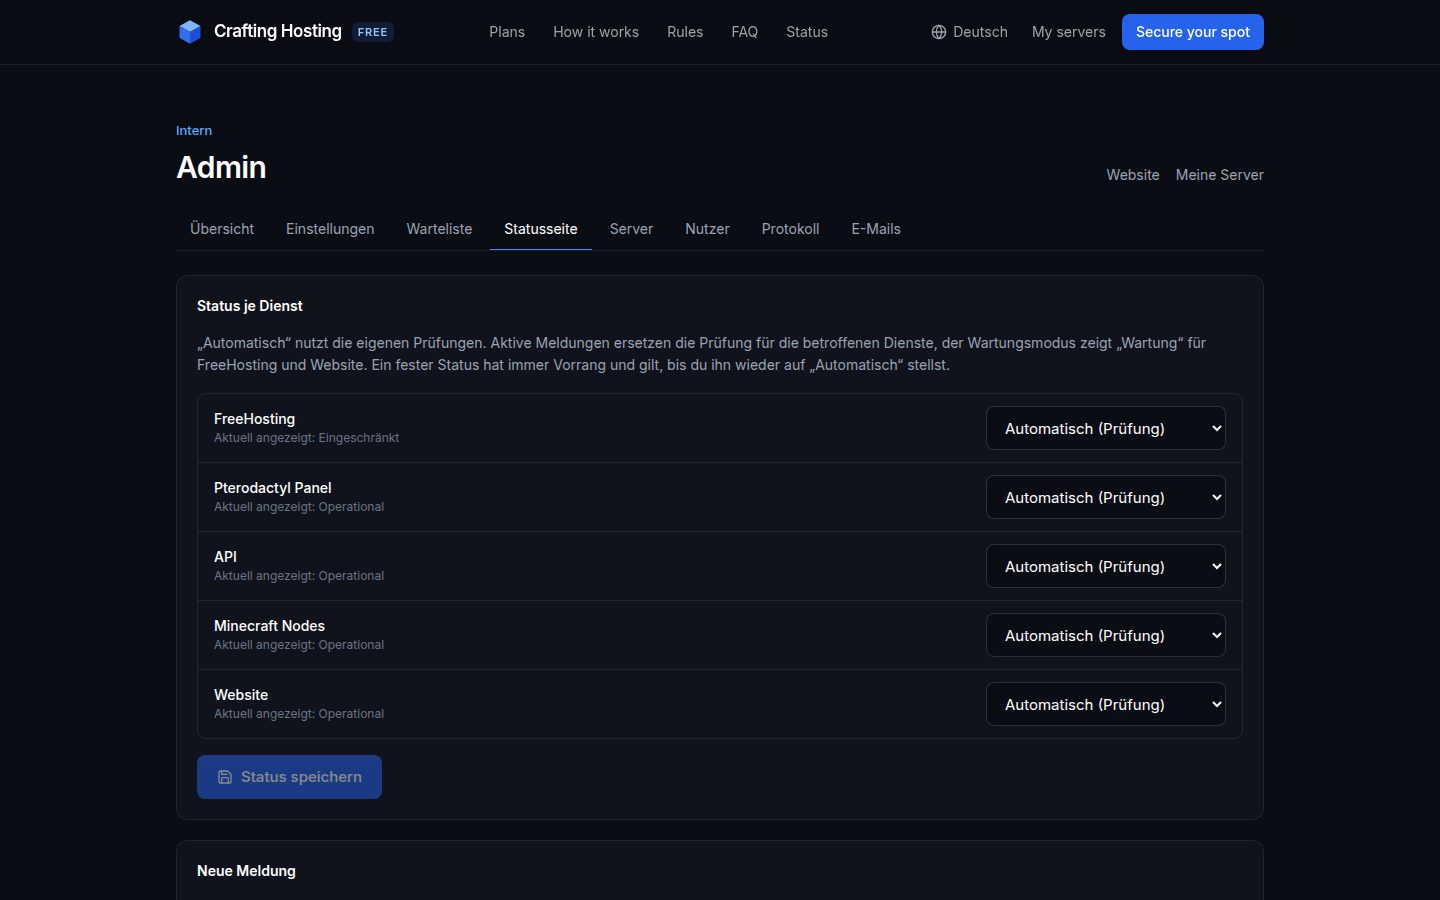 Crafting Hosting FREE
Plans
How it works
Rules
FAQ
Status
Deutsch
My servers
Secure your spot
Intern
Admin
Website
Meine Server
Übersicht
Einstellungen
Warteliste
Statusseite
Server
Nutzer
Protokoll
E-Mails
Status je Dienst
„Automatisch“ nutzt die eigenen Prüfungen. Aktive Meldungen ersetzen die Prüfung für die betroffenen Dienste, der Wartungsmodus zeigt „Wartung“ für
FreeHosting und Website. Ein fester Status hat immer Vorrang und gilt, bis du ihn wieder auf „Automatisch“ stellst.
FreeHosting
Aktuell angezeigt: Eingeschränkt
Automatisch (Prüfung)
Pterodactyl Panel
Aktuell angezeigt: Operational
Automatisch (Prüfung)
API
Aktuell angezeigt: Operational
Automatisch (Prüfung)
Minecraft Nodes
Aktuell angezeigt: Operational
Automatisch (Prüfung)
Website
Aktuell angezeigt: Operational
Automatisch (Prüfung)
Status speichern
Neue Meldung